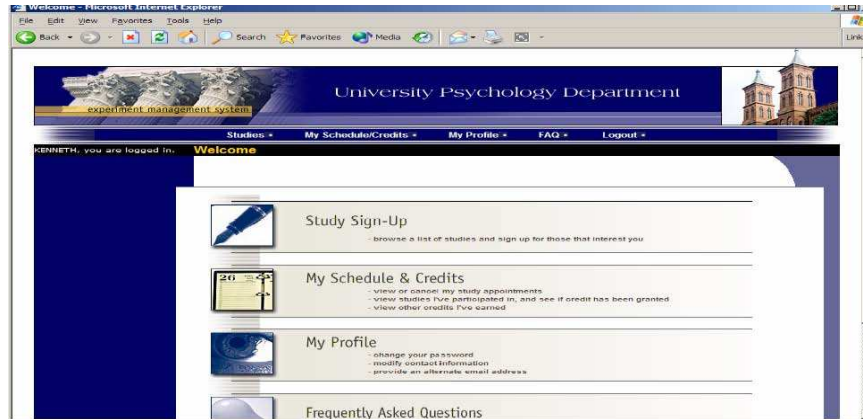 Welcome - Microsoft Internet Explorer
File Edit View Favorites Tools Help
Back Search Favorites Media
Link
University Psychology Department
experiment management system
Studies My Schedule/Credits My Profile FAQ Logout
KENNETH, you are logged in. Welcome
Study Sign-Up
- browse a list of studies and sign up for those that interest you
26
My Schedule & Credits
- view or cancel my study appointments
- view studies I've participated in, and see if credit has been granted
- view other credits I've earned
My Profile
- change your password
- modify contact information
- provide an alternate email address
Frequently Asked Questions